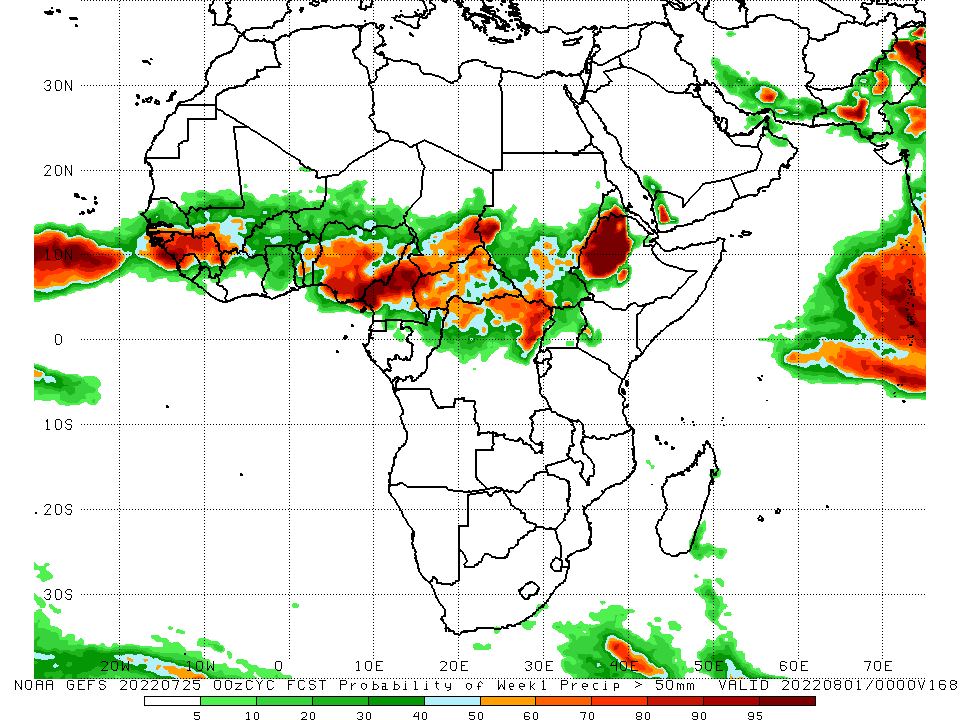 30N
20N
10N
0
10S
20S
30S
20W 10W 0 10E 20E 30E 40E 50E 60E 70E
NOAA GEFS 20220725 00zCYC FCST Probability of Week1 Precip > 50mm VALID 20220801/0000V168
5 10 20 30 40 50 60 70 80 90 95